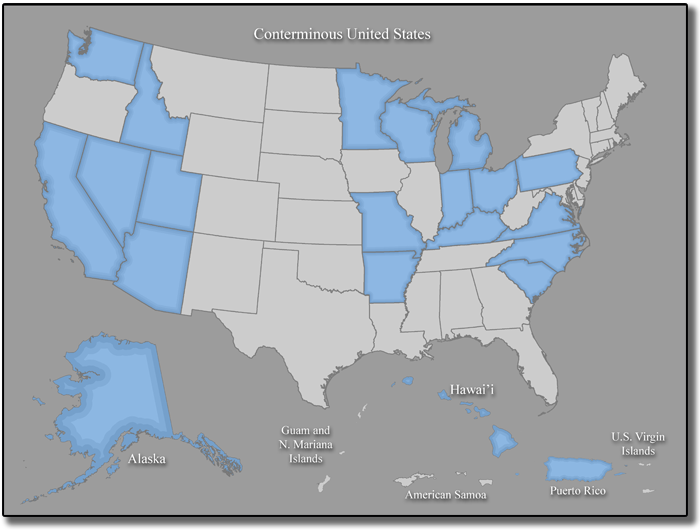 Conterminous United States
Hawai'i
Guam and
N. Mariana
Islands
U.S. Virgin
Islands
Alaska
American Samoa
Puerto Rico